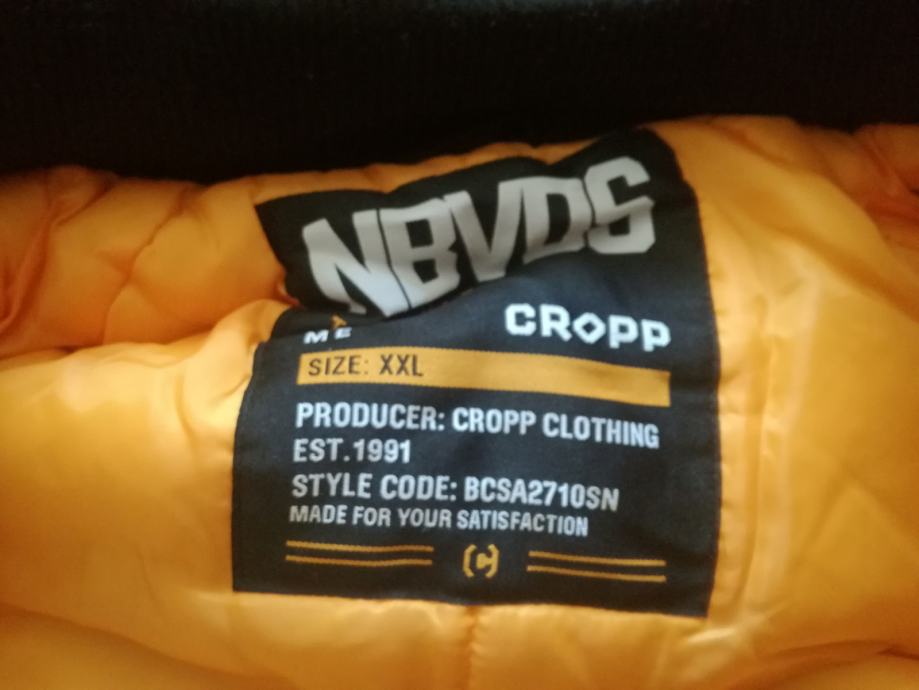 NBVDS
CROPP
SIZE: XXL
PRODUCER: CROPP CLOTHING
EST.1991
STYLE CODE: BCSA2710SN
MADE FOR YOUR SATISFACTION
[C]